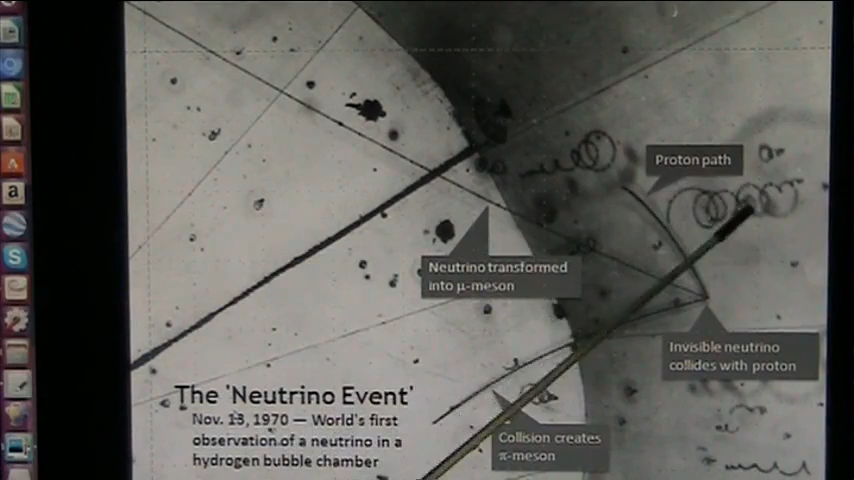 Proton path
Neutrino transformed
into μ-meson
Invisible neutrino
collides with proton
The 'Neutrino Event'
Nov. 13, 1970 — World's first
observation of a neutrino in a
hydrogen bubble chamber
Collision creates
π-meson